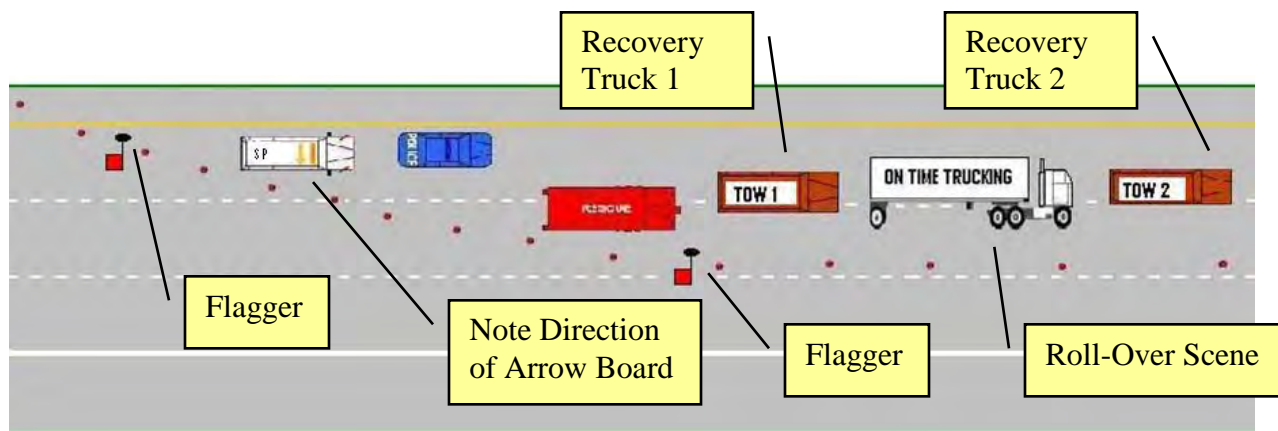 Recovery
Truck 1
Recovery
Truck 2
S P
POLICE
RESCUE
TOW 1
ON TIME TRUCKING
TOW 2
Flagger
Note Direction
of Arrow Board
Flagger
Roll-Over Scene